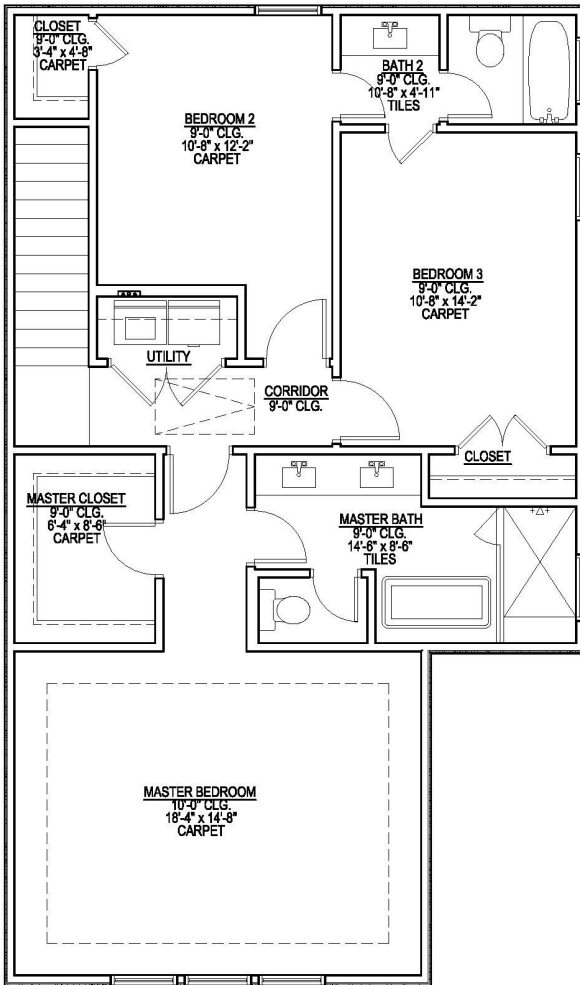 CLOSET
9'-0" CLG.
3'-4" x 4'-8"
CARPET
BATH 2
9'-0" CLG.
10'-8" x 4'-11"
TILES
BEDROOM 2
9'-0" CLG.
10'-8" x 12'-2"
CARPET
BEDROOM 3
9'-0" CLG.
10'-8" x 14'-2"
CARPET
UTILITY
CORRIDOR
9'-0" CLG.
CLOSET
MASTER CLOSET
9'-0" CLG.
6'-4" x 8'-6"
CARPET
MASTER BATH
9'-0" CLG.
14'-6" x 8'-6"
TILES
MASTER BEDROOM
10'-0" CLG.
18'-4" x 14'-8"
CARPET